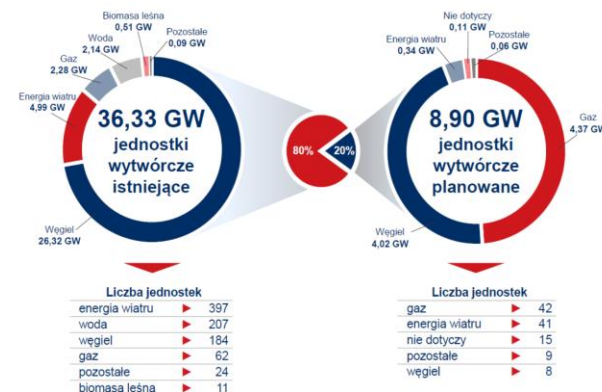 Biomasa leśna
0,51 GW
Pozostałe
0,09 GW
Woda
2,14 GW
Gaz
2,28 GW
Energia wiatru
4,99 GW
36,33 GW
jednostki
wytwórcze
istniejące
Węgiel
26,32 GW
80%
20%
Nie dotyczy
0,11 GW
Pozostałe
0,06 GW
Energia wiatru
0,34 GW
Gaz
4,37 GW
8,90 GW
jednostki
wytwórcze
planowane
Węgiel
4,02 GW
Liczba jednostek
energia wiatru 397
woda 207
węgiel 184
gaz 62
pozostałe 24
biomasa leśna 11
Liczba jednostek
gaz 42
energia wiatru 41
nie dotyczy 15
pozostałe 9
węgiel 8